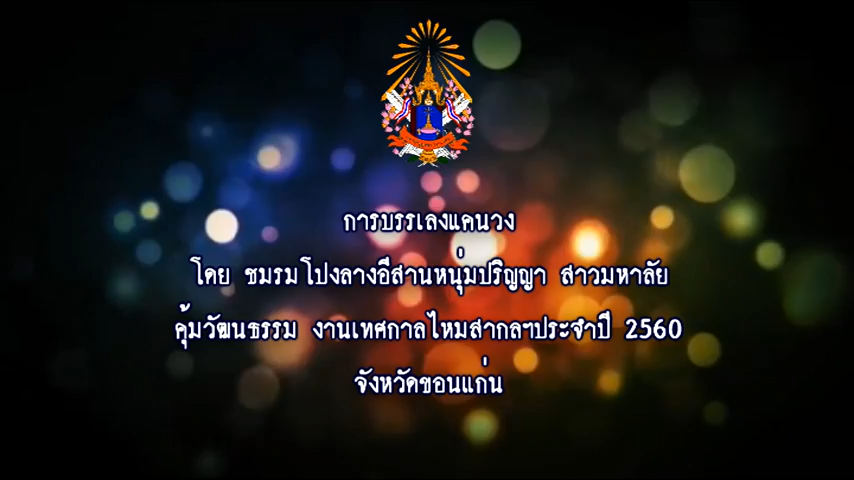 การบรรเลงแคนวง
โดย ชมรมโปงลางอีสานหนุ่มปริญญา สาวมหาลัย
คุ้มวัฒนธรรม งานเทศกาลไหมสากลฯประจำปี 2560
จังหวัดขอนแก่น